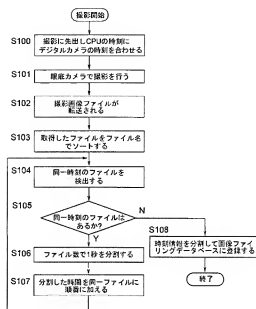 撮影開始
S100
撮影に先出しCPUの時刻に
デジタルカメラの時刻を合わせる
S101
眼底カメラで撮影を行う
S102
撮影画像ファイルが
転送される
S103
取得したファイルをファイル名
でソートする
S104
同一時刻のファイルを
検出する
S105
同一時刻のファイルは
あるか?
N
Y
S106
ファイル数で1秒を分割する
S107
分割した時間を同一ファイルに
順番に加える
S108
時刻情報を分割して画像ファイ
リングデータベースに登録する
終了